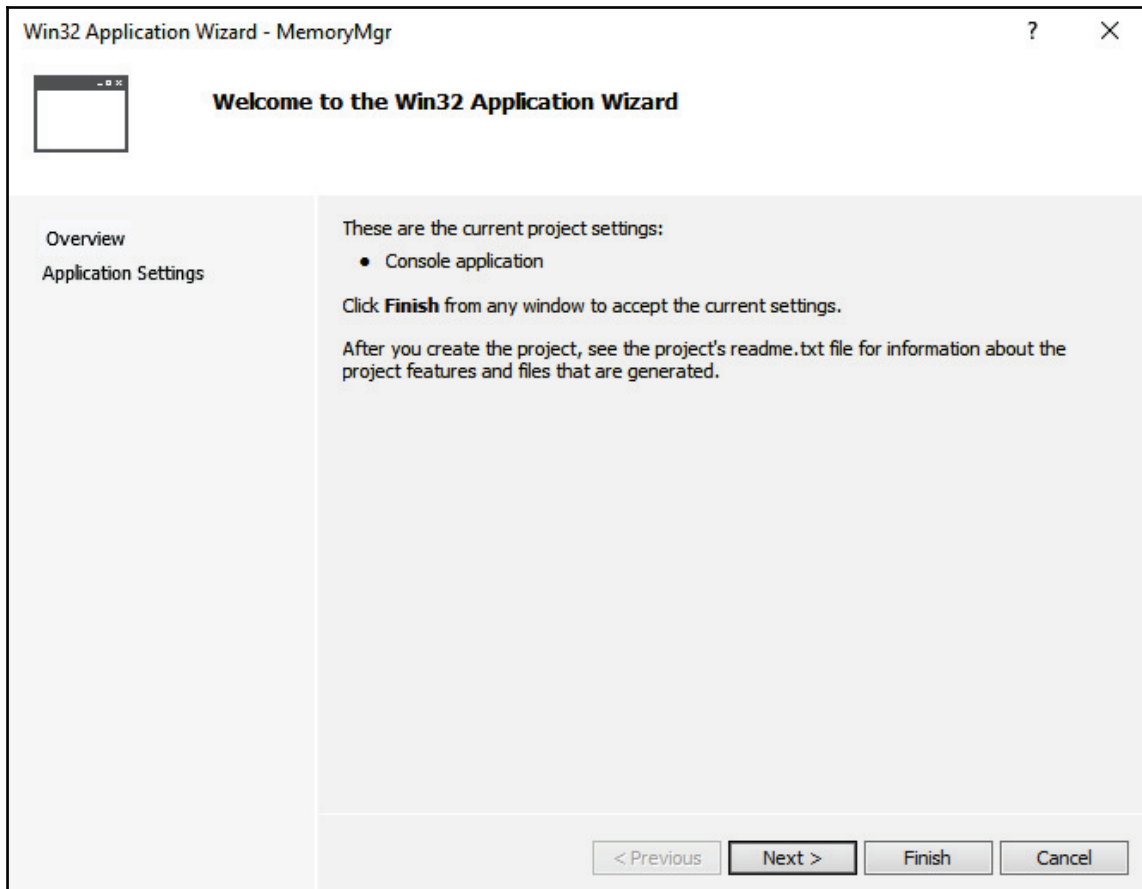 Win32 Application Wizard - MemoryMgr
Welcome to the Win32 Application Wizard
Overview
Application Settings
These are the current project settings:
• Console application
Click Finish from any window to accept the current settings.
After you create the project, see the project's readme.txt file for information about the
project features and files that are generated.
< Previous Next > Finish Cancel